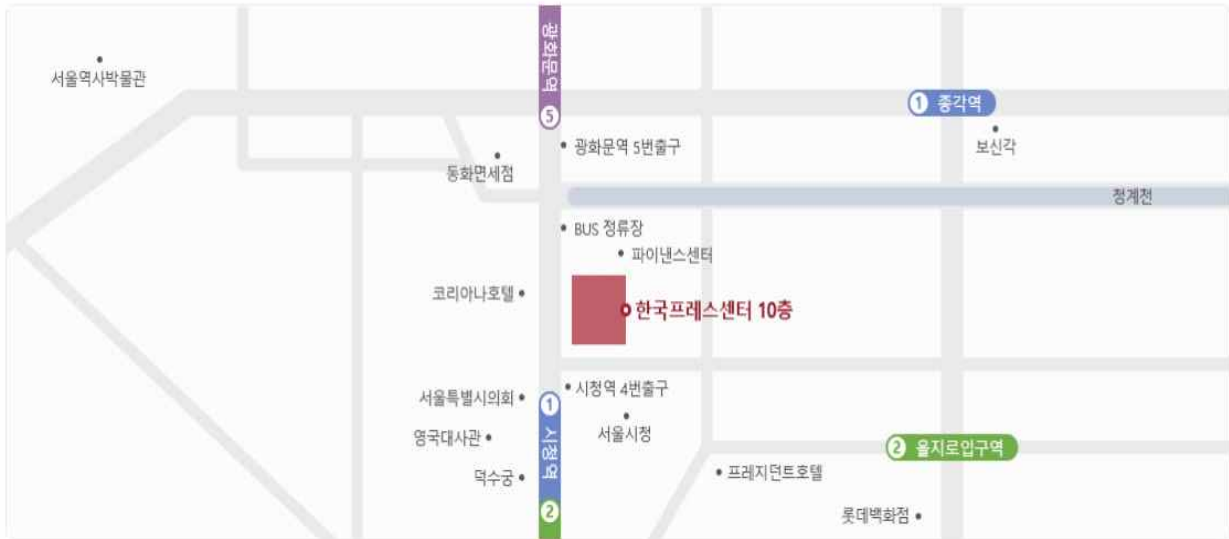 광화문역
5
서울역사박물관
1 종각역
보신각
광화문역 5번출구
동화면세점
청계천
BUS 정류장
파이낸스센터
코리아나호텔
한국프레스센터 10층
시청역 4번출구
서울특별시의회
1
시청역
2
서울시청
영국대사관
2 을지로입구역
덕수궁
프레지던트호텔
롯데백화점